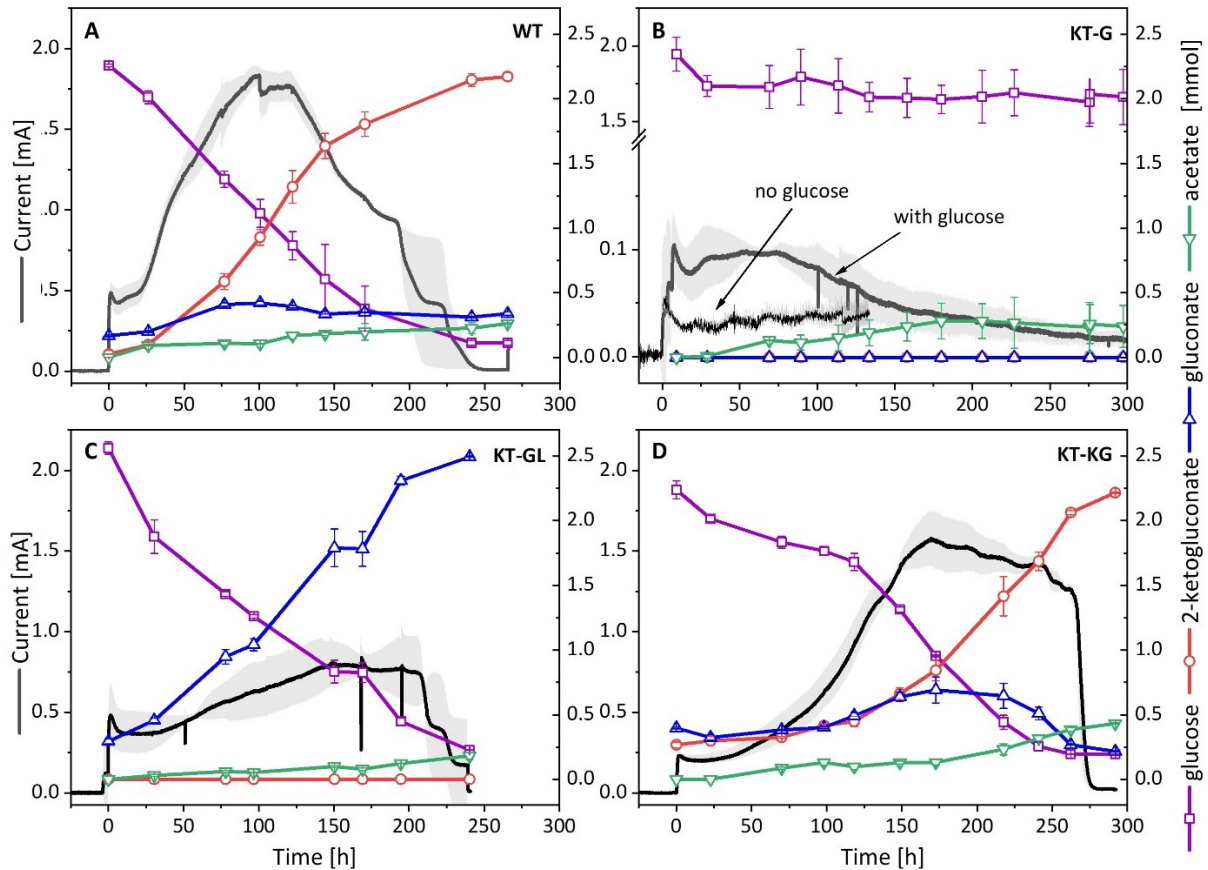 A WT
2.0
.5
.0
.5
0.0
2.5
2.0
1.5
1.0
0.5
0.0
0 50 100 150 200 250 300
Current [mA]
B KT-G
2.0
1.5
0.1
0.0
no glucose
with glucose
2.5
2.0
1.5
1.0
0.5
0.0
0 50 100 150 200 250 300
C KT-GL
2.0
1.5
1.0
0.5
0.0
2.5
2.0
1.5
1.0
0.5
0.0
0 50 100 150 200 250 300
Current [mA]
Time [h]
D KT-KG
2.0
1.5
1.0
0.5
0.0
2.5
2.0
1.5
1.0
0.5
0.0
0 50 100 150 200 250 300
Time [h]
glucose 2-ketogluconate gluconate acetate [mmol]